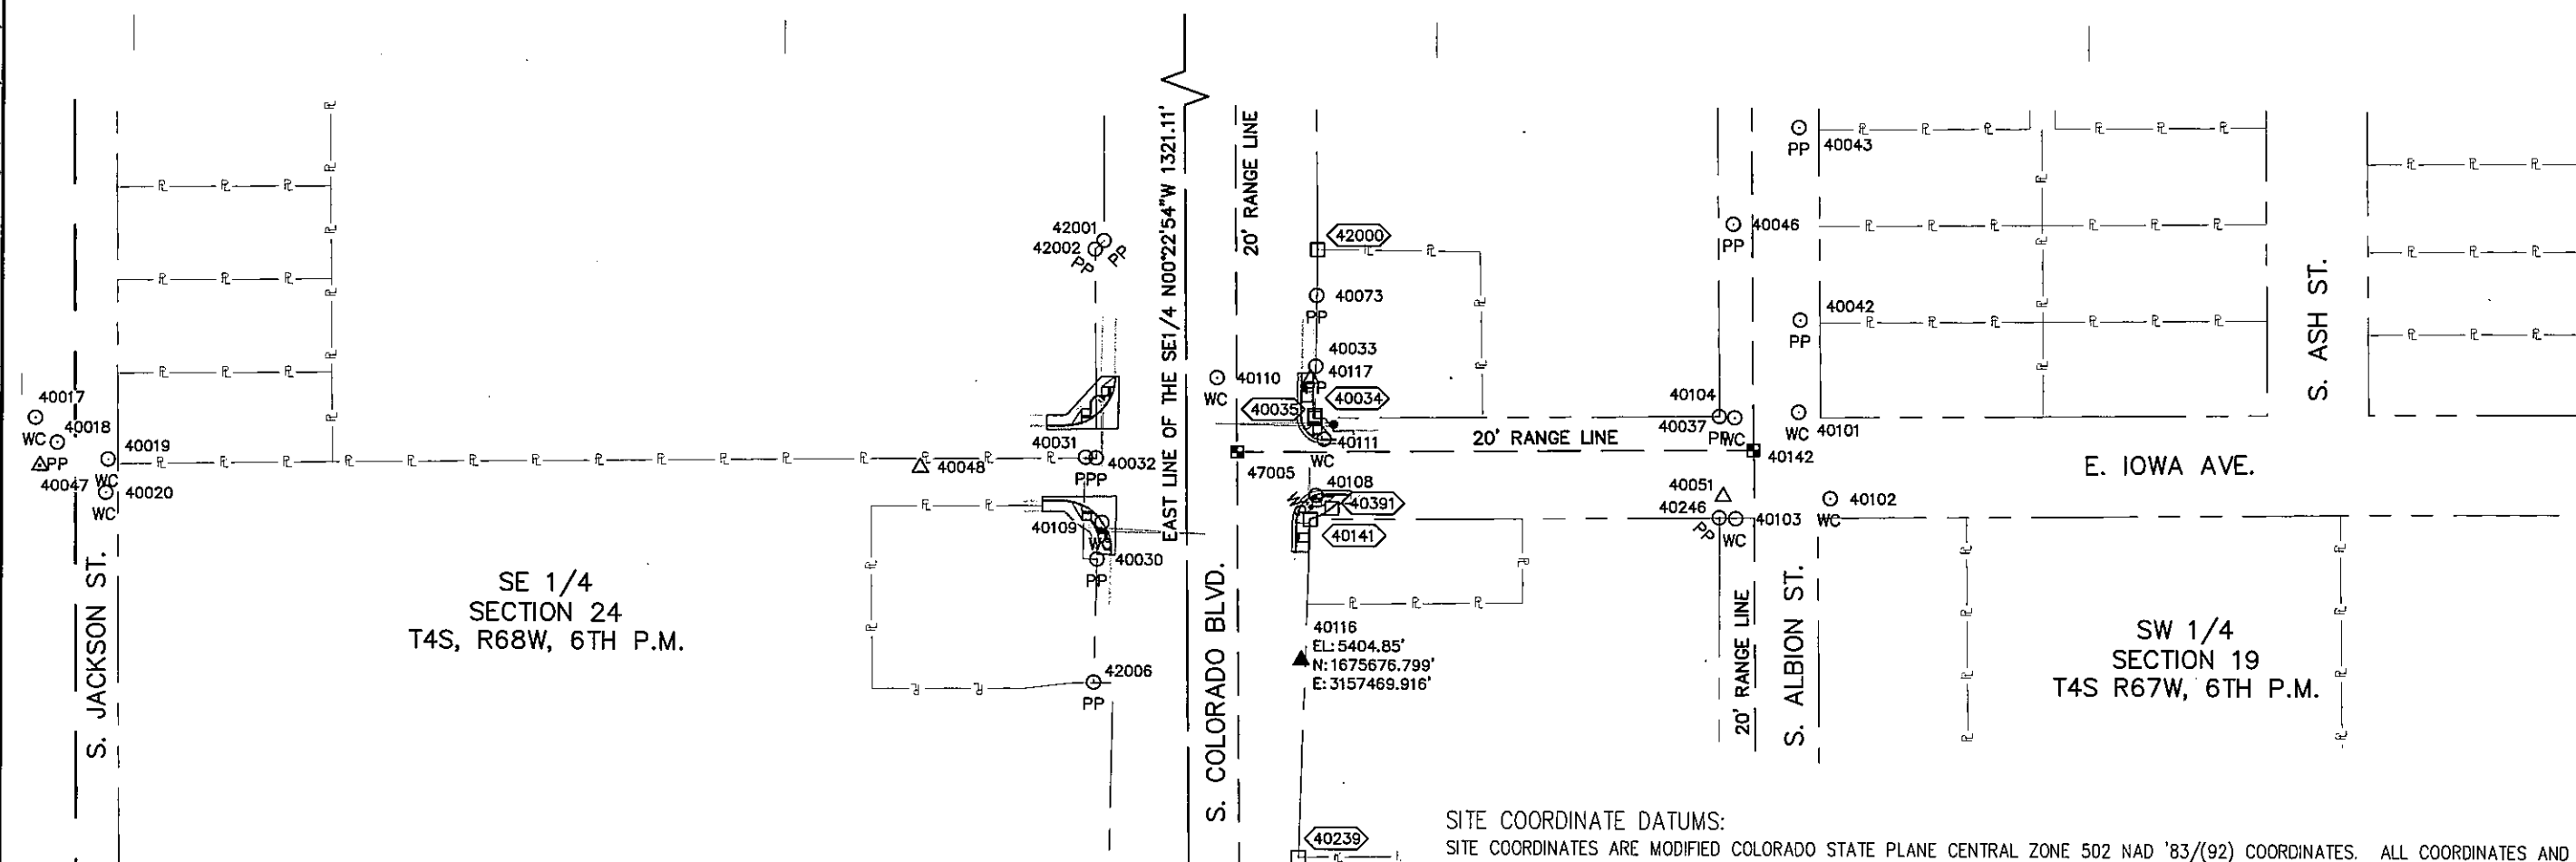 EAST LINE OF THE SE1/4 N00°22'54"W 1321.11'
20' RANGE LINE
42001
42002
PP
PP
42000
40073
PP
40033
40117
PP
40034
40035
40110
WC
40111
WC
40043
PP
40046
PP
40042
PP
S. ASH ST.
40104
40037
PP
WC
40101
WC
20' RANGE LINE
40142
E. IOWA AVE.
40017
WC
40018
PP
40047
40019
WC
40020
WC
40048
40031
40032
PPP
47005
40108
40391
40141
40051
40246
PP
40103
WC
40102
WC
40109
WC
40030
PP
42006
PP
S. JACKSON ST.
SE 1/4
SECTION 24
T4S, R68W, 6TH P.M.
S. COLORADO BLVD.
40116
EL: 5404.85'
N: 1675676.799'
E: 3157469.916'
20' RANGE LINE
S. ALBION ST.
SW 1/4
SECTION 19
T4S R67W, 6TH P.M.
40239
SITE COORDINATE DATUMS:
SITE COORDINATES ARE MODIFIED COLORADO STATE PLANE CENTRAL ZONE 502 NAD '83/(92) COORDINATES. ALL COORDINATES AND